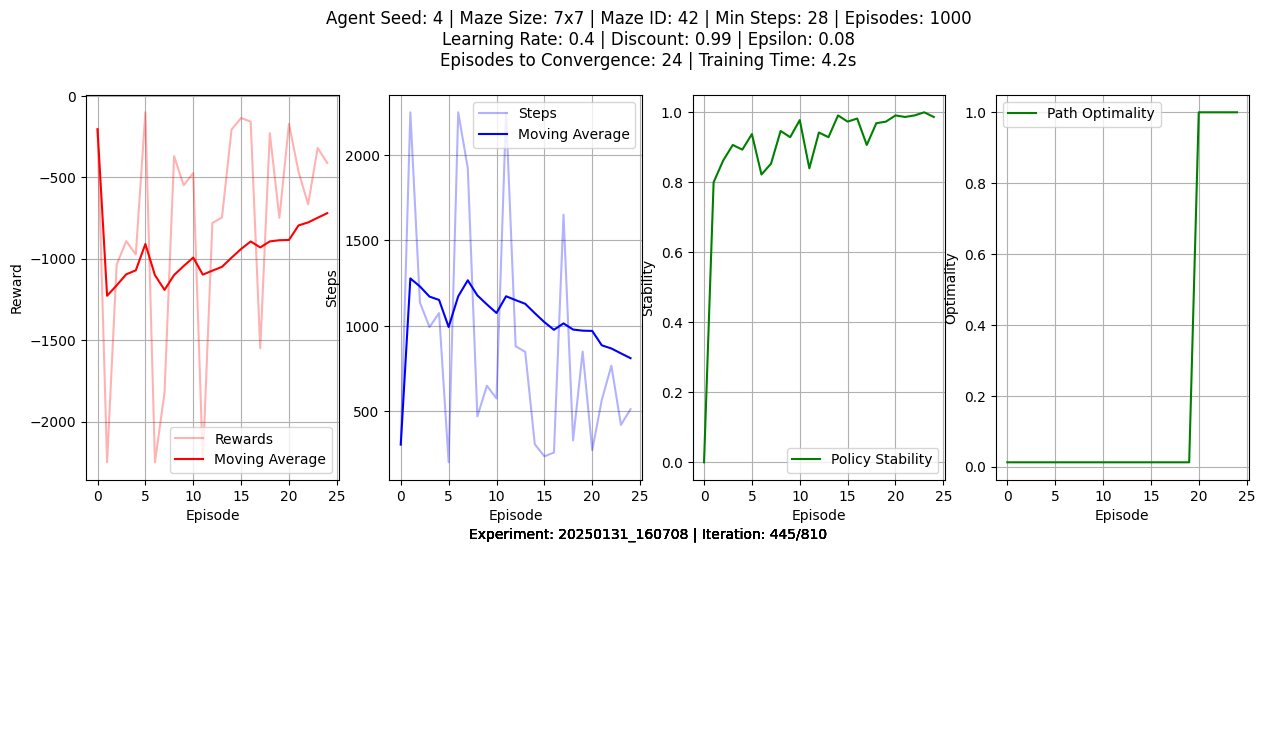 Agent Seed: 4 | Maze Size: 7x7 | Maze ID: 42 | Min Steps: 28 | Episodes: 1000
Learning Rate: 0.4 | Discount: 0.99 | Epsilon: 0.08
Episodes to Convergence: 24 | Training Time: 4.2s
Reward
0
−500
−1000
−1500
−2000
Rewards
Moving Average
0 5 10 15 20 25
Episode
Steps
2000
1500
1000
500
Steps
Moving Average
0 5 10 15 20 25
Episode
Stability
1.0
0.8
0.6
0.4
0.2
0.0
Policy Stability
0 5 10 15 20 25
Episode
Optimality
1.0
0.8
0.6
0.4
0.2
0.0
Path Optimality
0 5 10 15 20 25
Episode
Experiment: 20250131_160708 | Iteration: 445/810